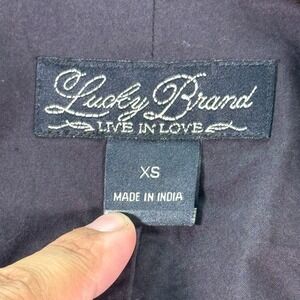 Lucky Brand
LIVE IN LOVE
XS
MADE IN INDIA